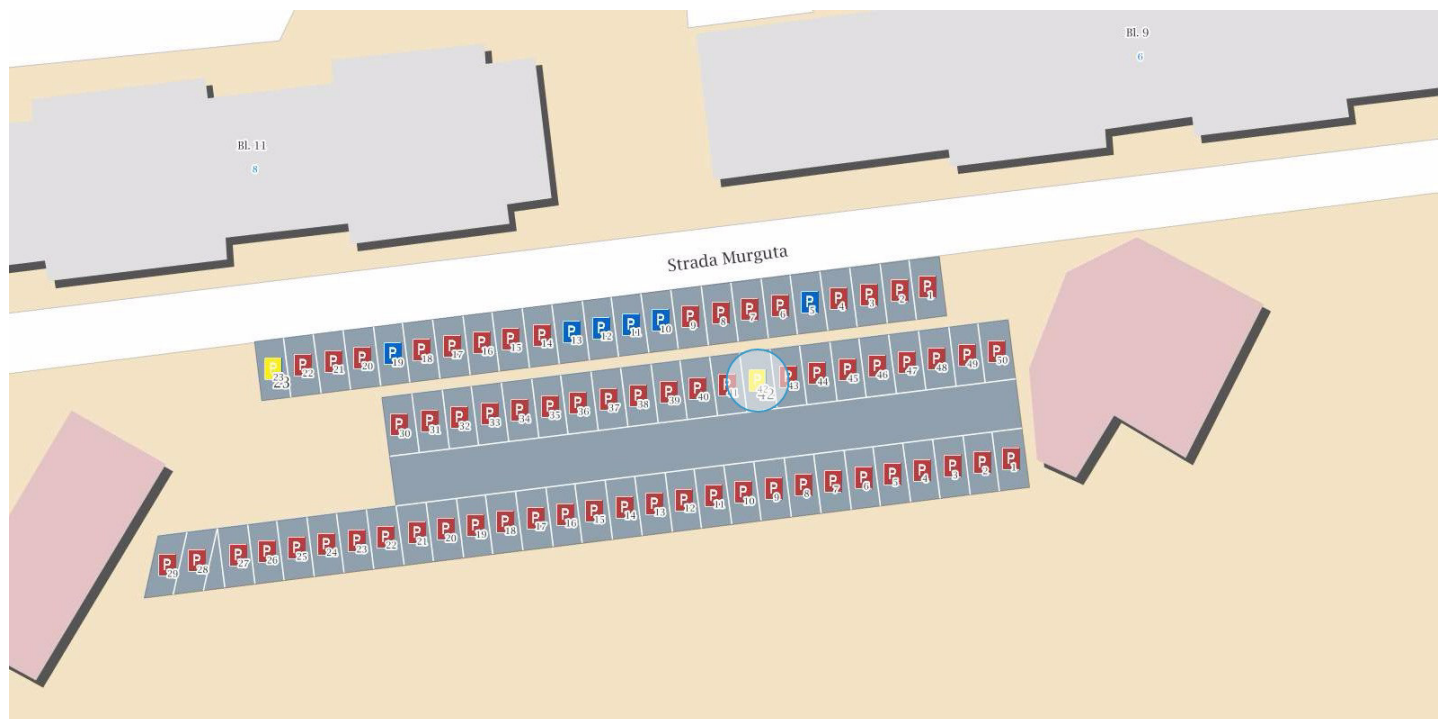 Bl. 9
6
Bl. 11
8
Strada Murguta
P 23 23 P 22 P 21 P 20 P 19 P 18 P 17 P 16 P 15 P 14 P 13 P 12 P 11 P 10 P 9 P 8 P 7 P 6 P 5 P 4 P 3 P 2 P 1
P 30 P 31 P 32 P 33 P 34 P 35 P 36 P 37 P 38 P 39 P 40 P 41 P 42 42 P 43 P 44 P 45 P 46 P 47 P 48 P 49 P 50
P 29 P 28 P 27 P 26 P 25 P 24 P 23 P 22 P 21 P 20 P 19 P 18 P 17 P 16 P 15 P 14 P 13 P 12 P 11 P 10 P 9 P 8 P 7 P 6 P 5 P 4 P 3 P 2 P 1